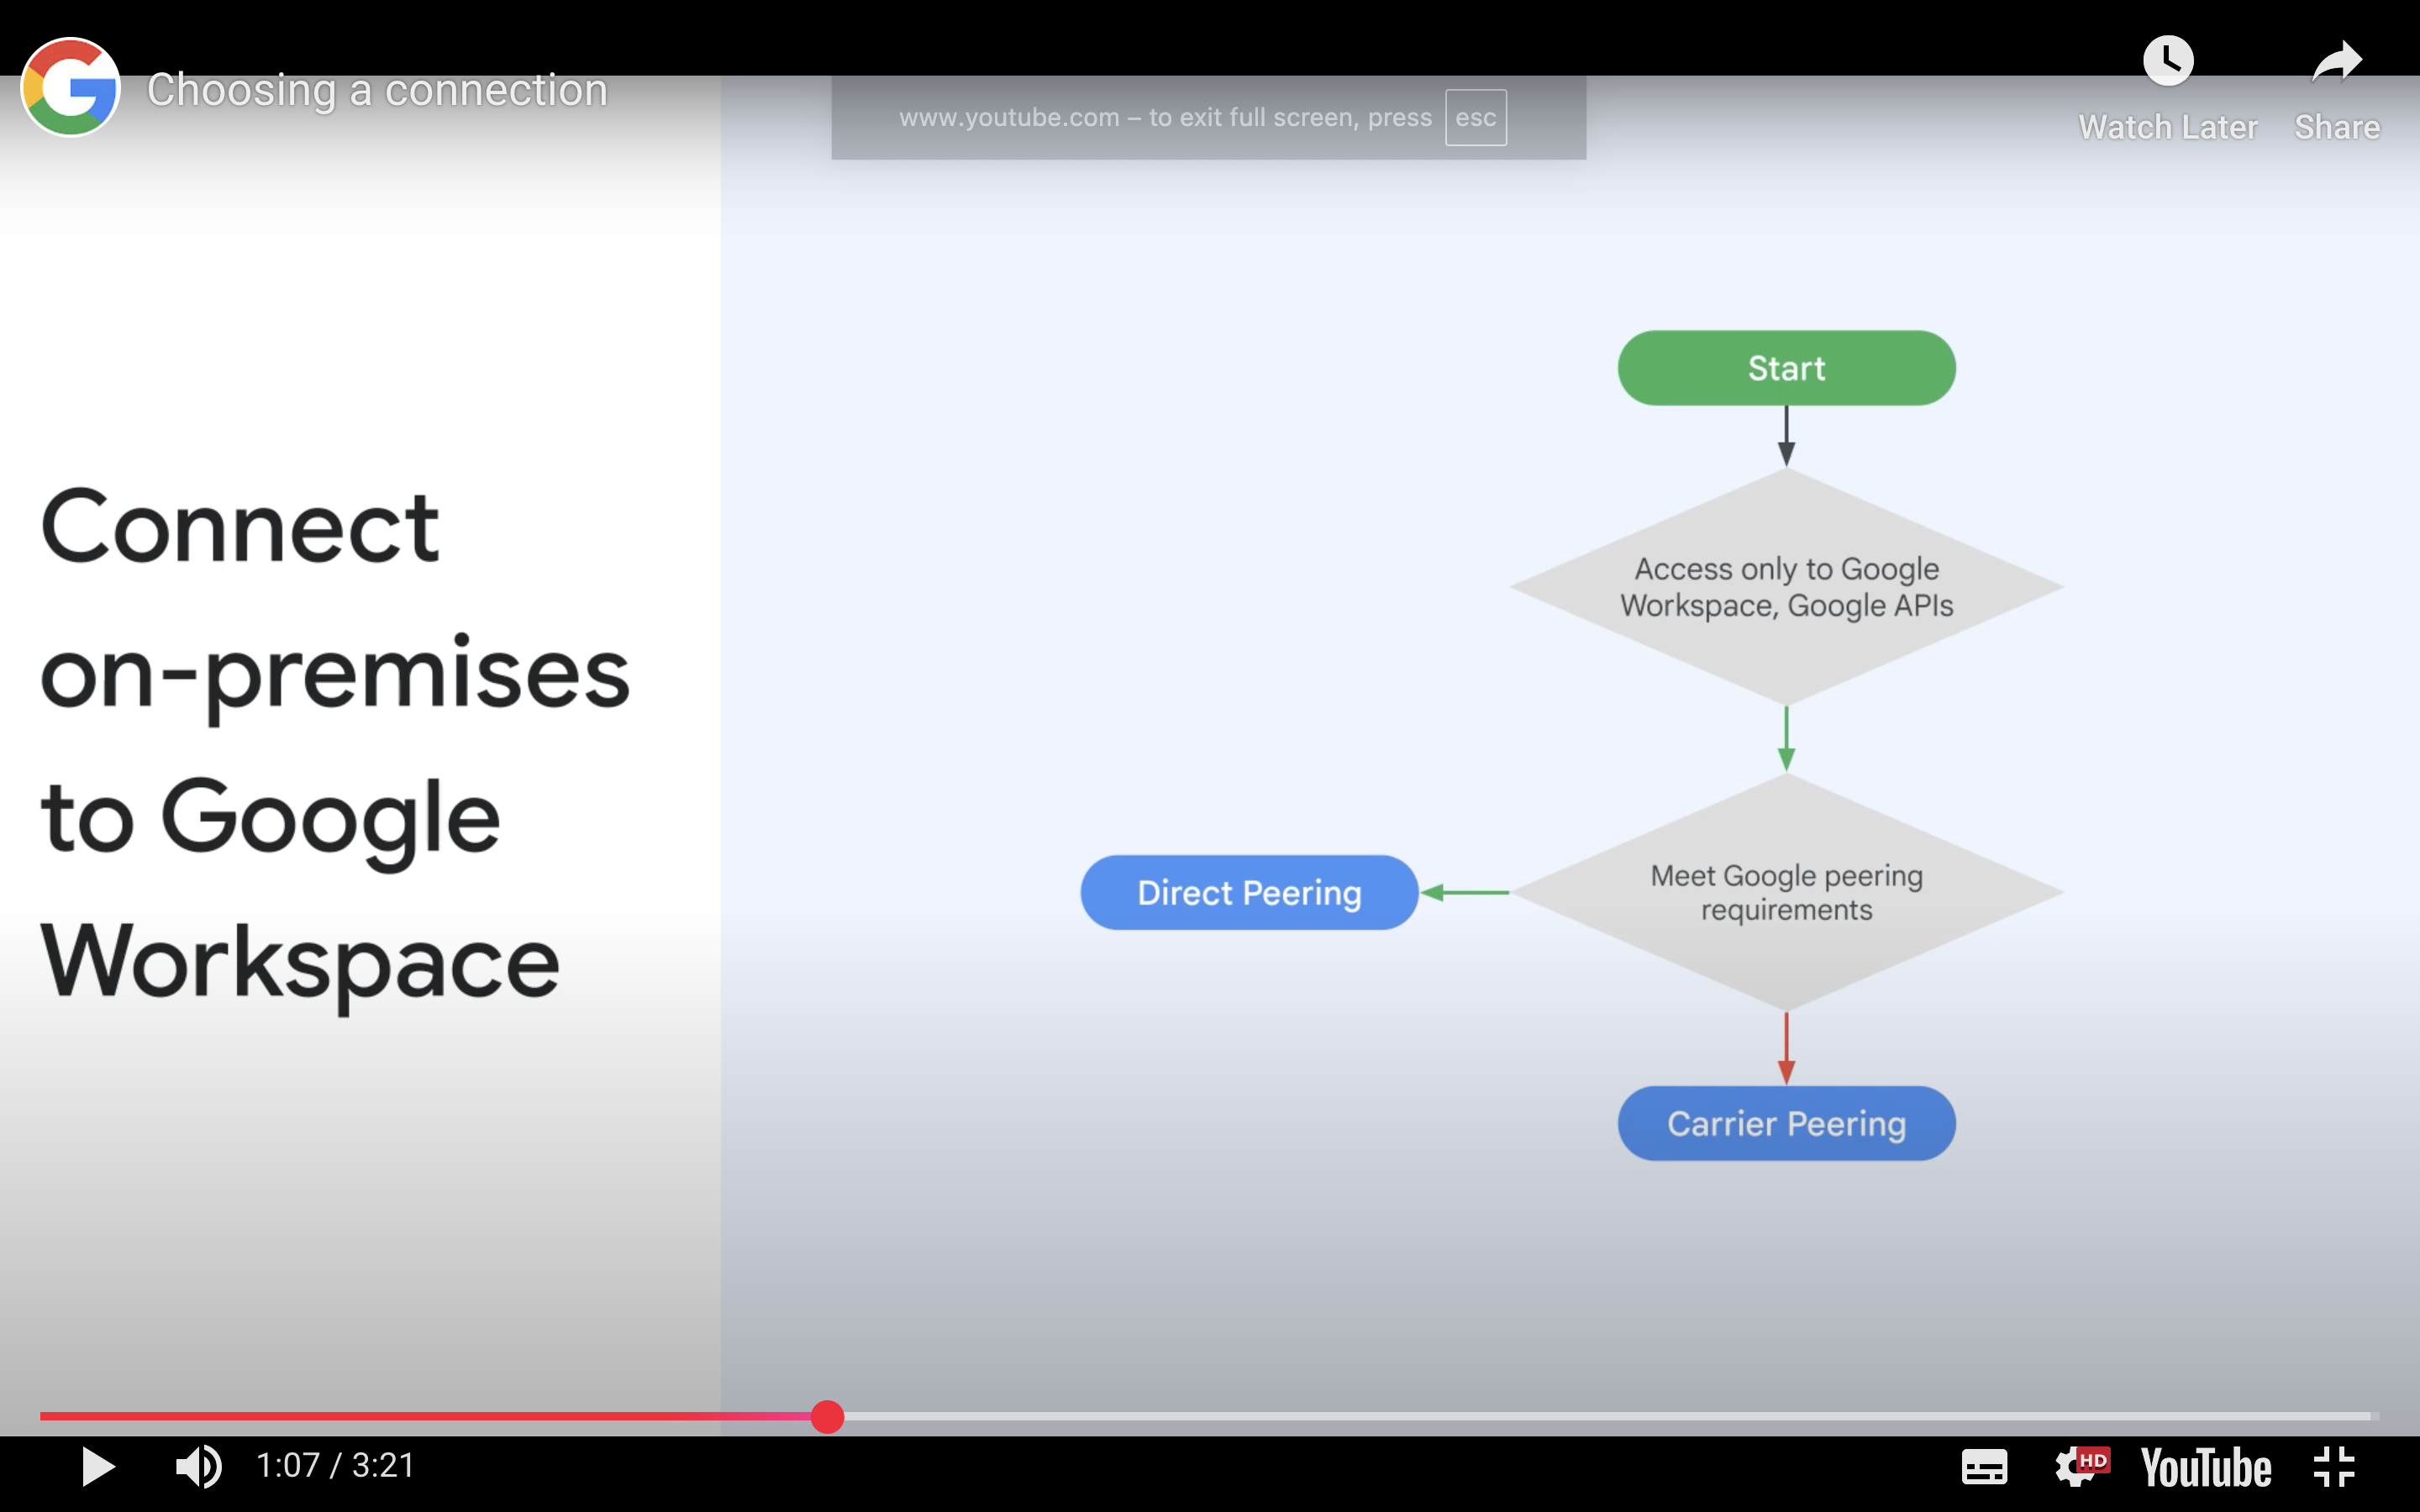 Choosing a connection
www.youtube.com – to exit full screen, press esc
Watch Later
Share
Connect
on-premises
to Google
Workspace
Start
Access only to Google
Workspace, Google APIs
Meet Google peering
requirements
Direct Peering
Carrier Peering
1:07 / 3:21
HD
YouTube